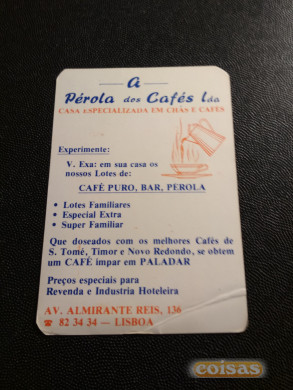 A
Pérola dos Cafés Lda
CASA ESPECIALIZADA EM CHÁS E CAFÉS
Experimente:
V. Exa: em sua casa os
nossos Lotes de:
CAFÉ PURO, BAR, PEROLA
• Lotes Familiares
• Especial Extra
• Super Familiar
Que doseados com os melhores Cafés de
S. Tomé, Timor e Novo Redondo, se obtem
um CAFÉ impar em PALADAR
Preços especiais para
Revenda e Industria Hoteleira
AV. ALMIRANTE REIS, 136
☎ 82 34 34 — LISBOA
coisas